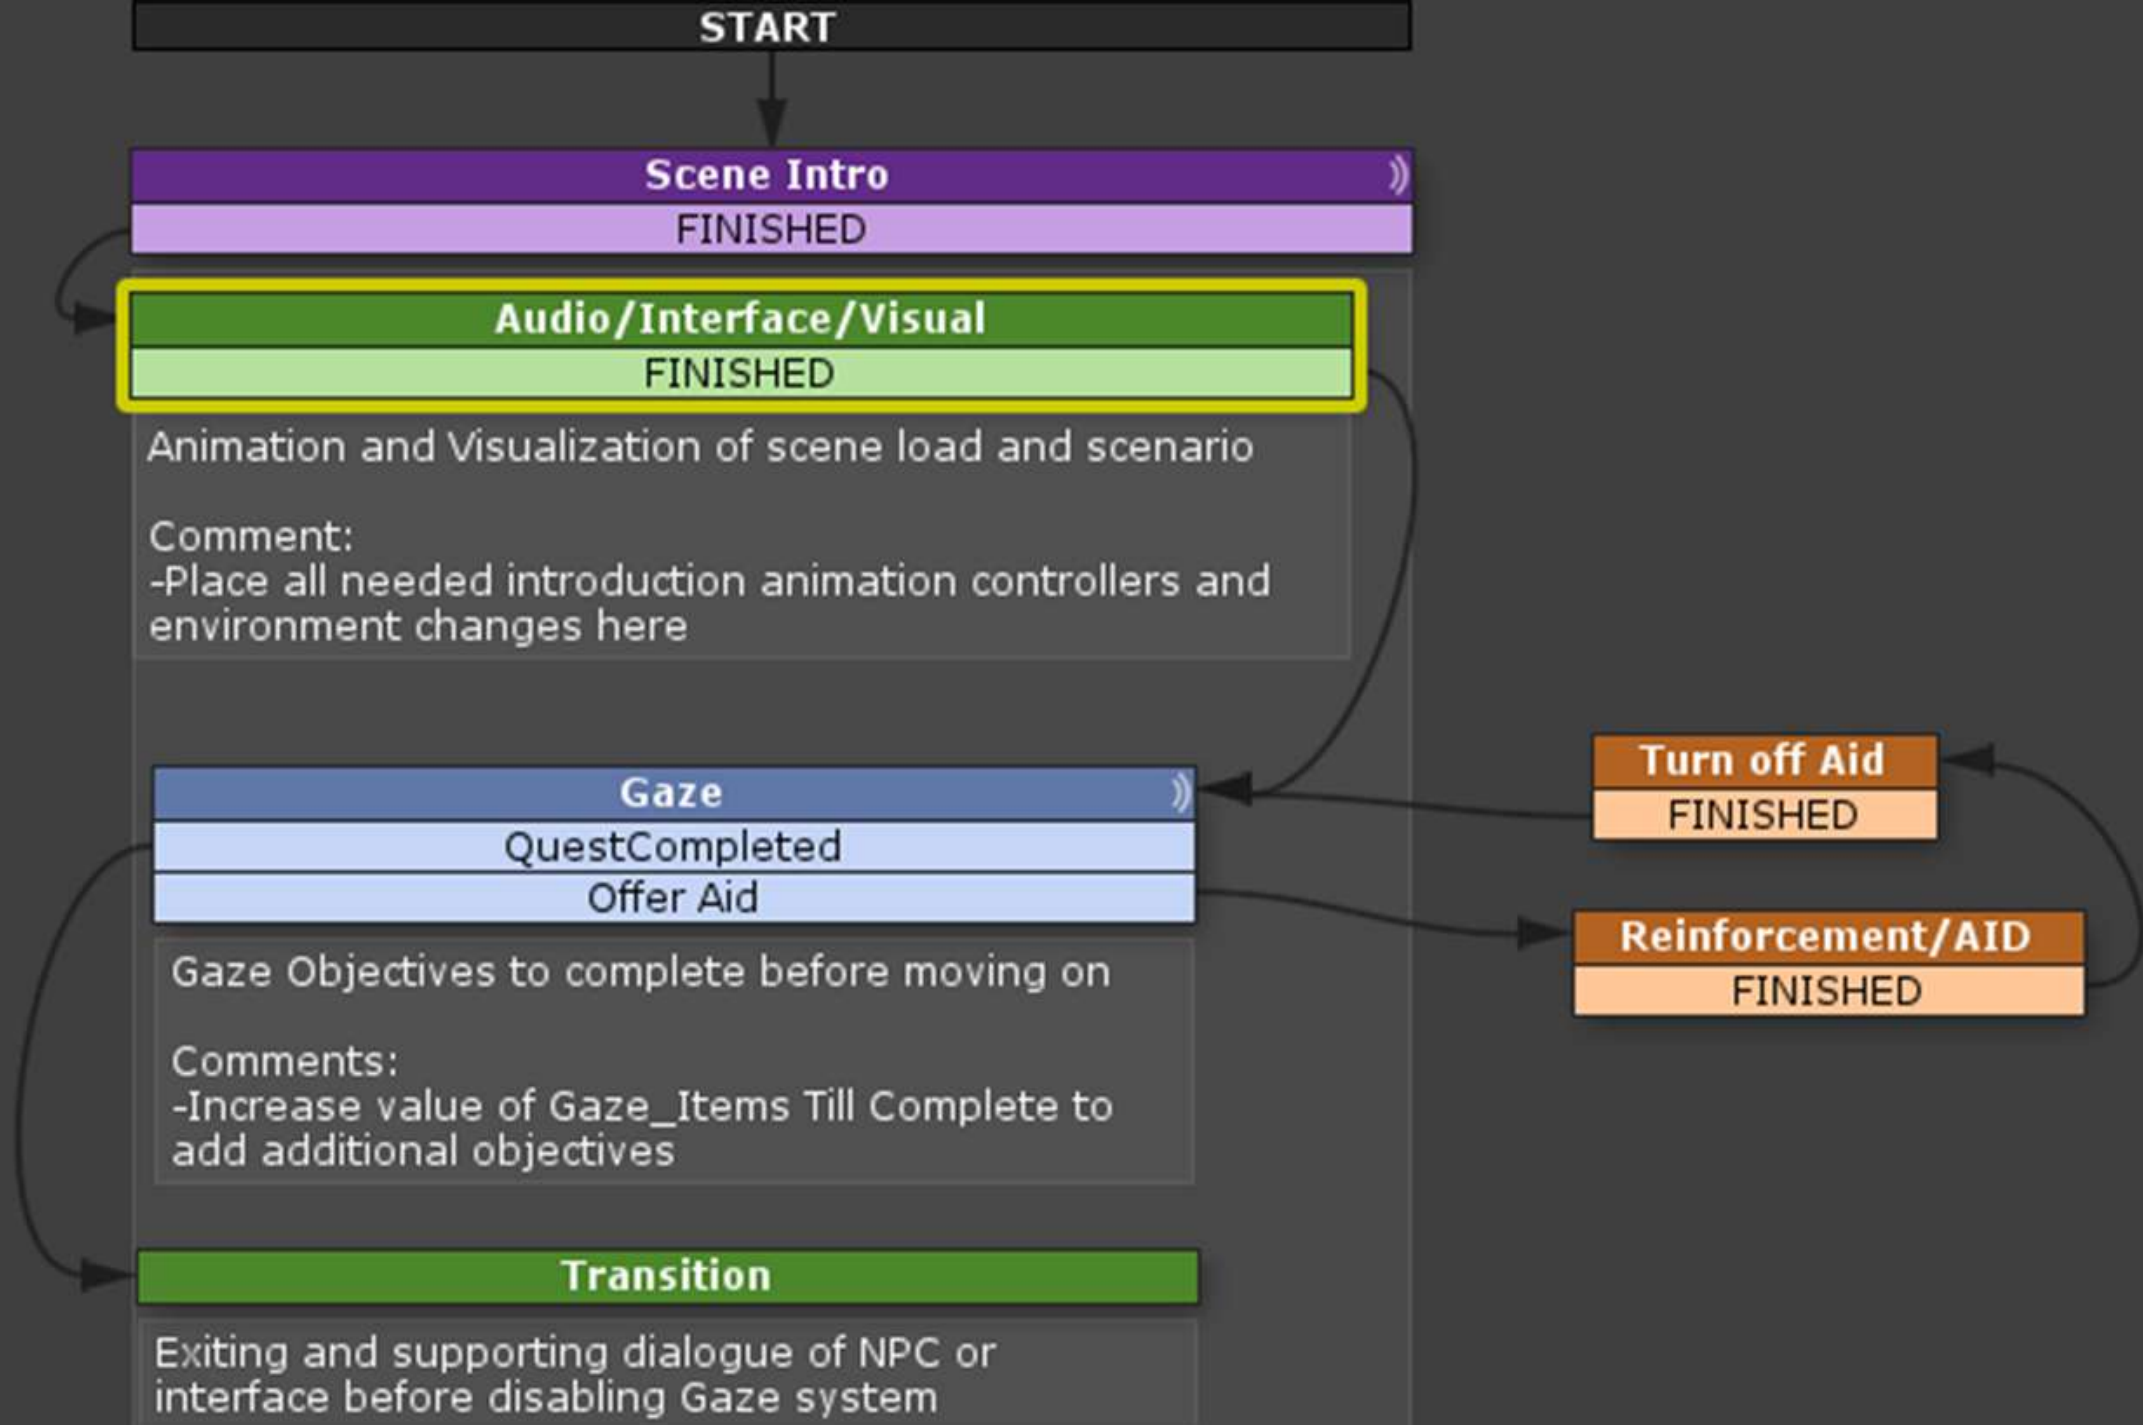 START
Scene Intro
FINISHED
Audio/Interface/Visual
FINISHED
Animation and Visualization of scene load and scenario
Comment:
-Place all needed introduction animation controllers and
environment changes here
Gaze
QuestCompleted
Offer Aid
Gaze Objectives to complete before moving on
Comments:
-Increase value of Gaze_Items Till Complete to
add additional objectives
Turn off Aid
FINISHED
Reinforcement/AID
FINISHED
Transition
Exiting and supporting dialogue of NPC or
interface before disabling Gaze system